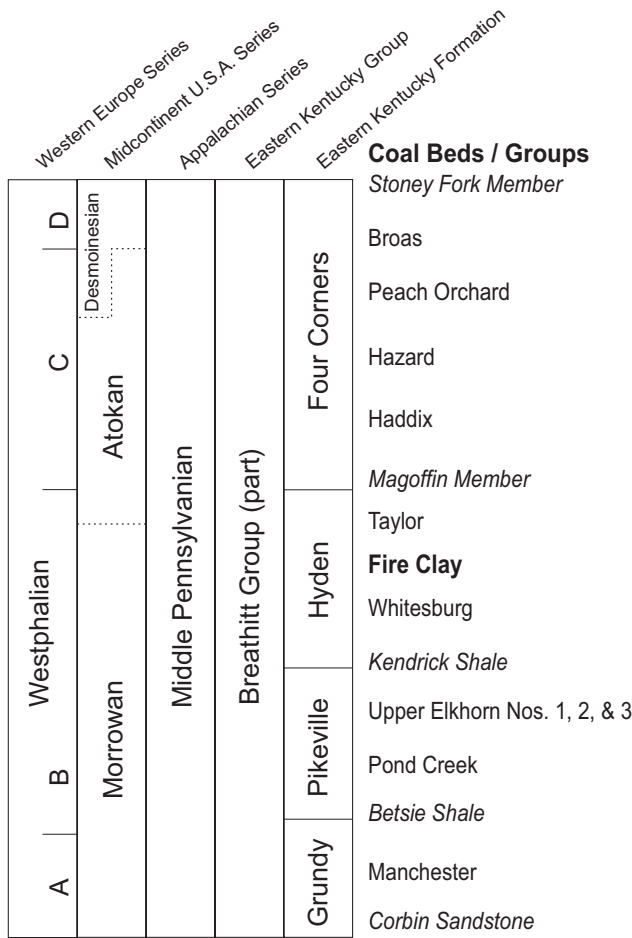 Western Europe Series
Midcontinent U.S.A. Series
Appalachian Series
Eastern Kentucky Group
Eastern Kentucky Formation
Coal Beds / Groups
Westphalian
D
C
B
A
Desmoinesian
Atokan
Morrowan
Middle Pennsylvanian
Breathitt Group (part)
Four Corners
Hyden
Pikeville
Grundy
Stoney Fork Member
Broas
Peach Orchard
Hazard
Haddix
Magoffin Member
Taylor
Fire Clay
Whitesburg
Kendrick Shale
Upper Elkhorn Nos. 1, 2, & 3
Pond Creek
Betsie Shale
Manchester
Corbin Sandstone